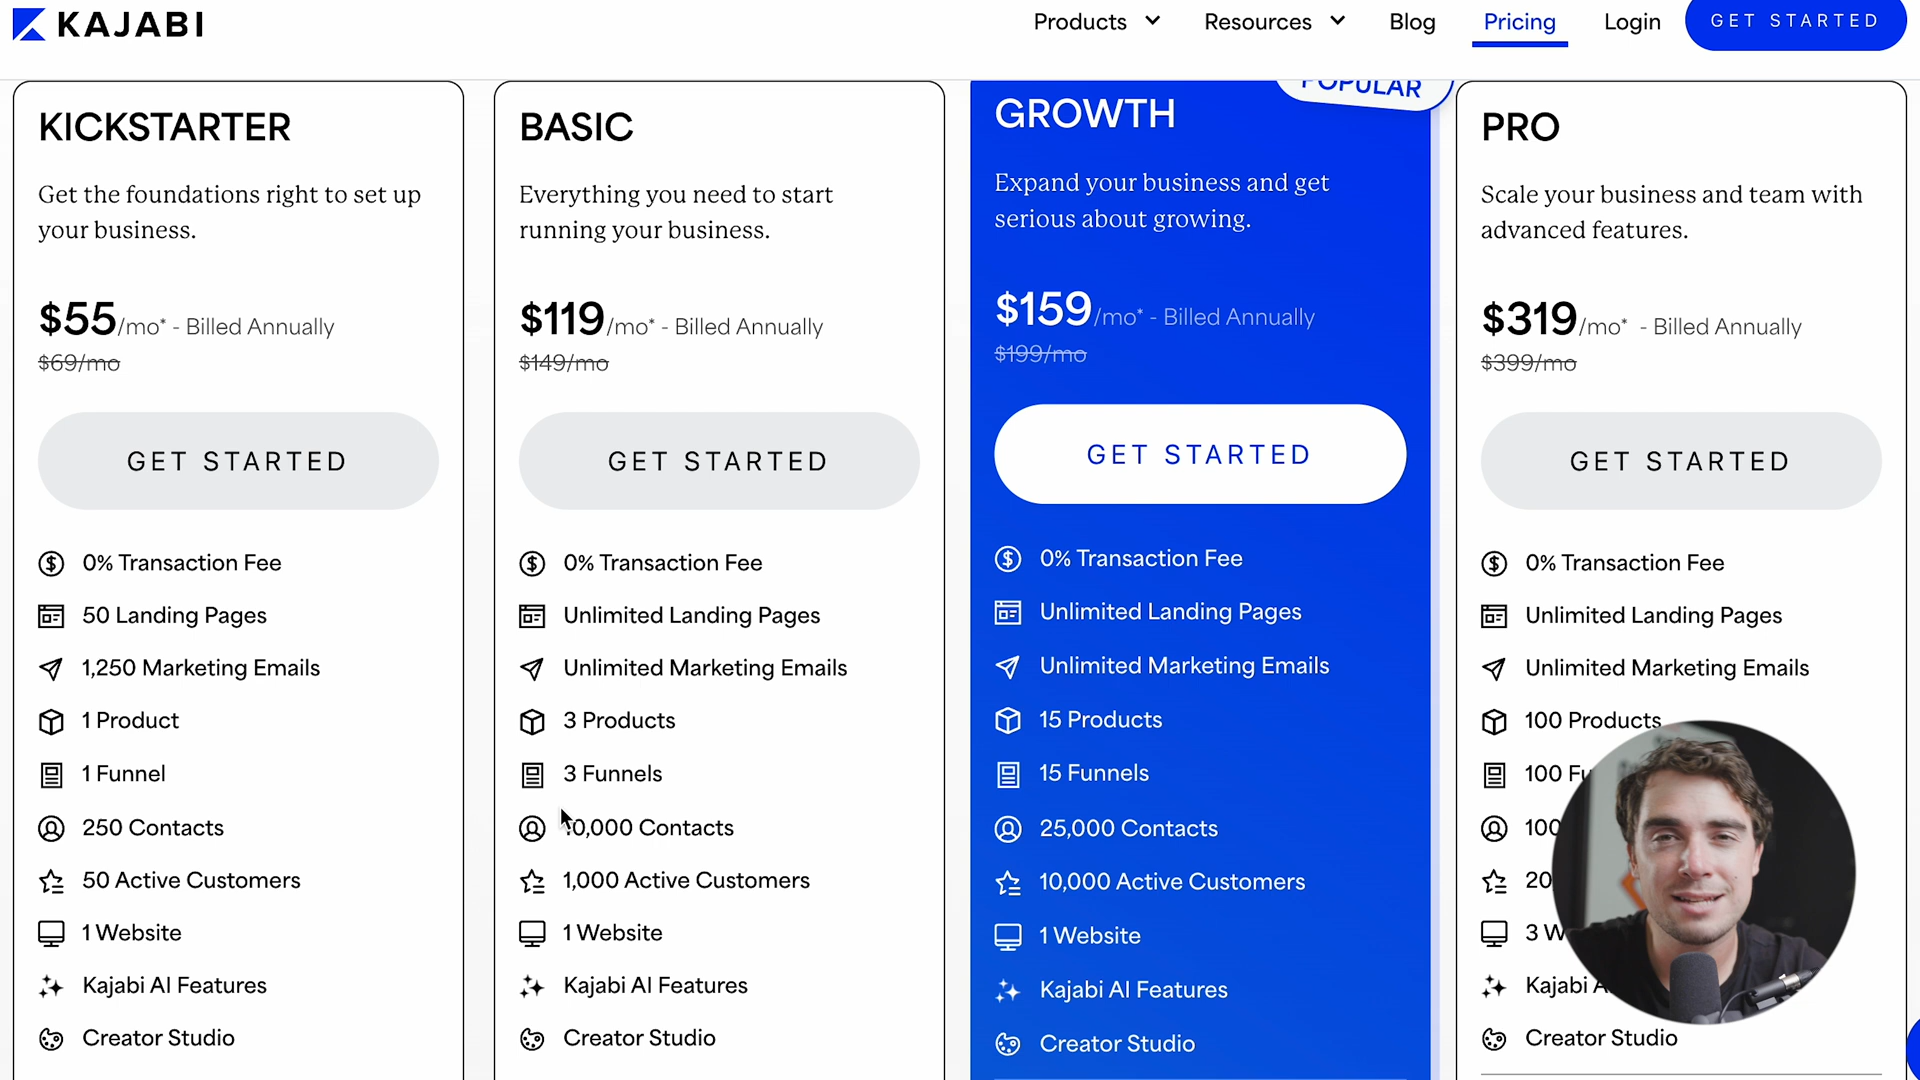 KAJABI
Products
Resources
Blog
Pricing
Login
GET STARTED
KICKSTARTER
Get the foundations right to set up
your business.
$55/mo* - Billed Annually
$69/mo
GET STARTED
0% Transaction Fee
50 Landing Pages
1,250 Marketing Emails
1 Product
1 Funnel
250 Contacts
50 Active Customers
1 Website
Kajabi AI Features
Creator Studio
BASIC
Everything you need to start
running your business.
$119/mo* - Billed Annually
$149/mo
GET STARTED
0% Transaction Fee
Unlimited Landing Pages
Unlimited Marketing Emails
3 Products
3 Funnels
10,000 Contacts
1,000 Active Customers
1 Website
Kajabi AI Features
Creator Studio
POPULAR
GROWTH
Expand your business and get
serious about growing.
$159/mo* - Billed Annually
$199/mo
GET STARTED
0% Transaction Fee
Unlimited Landing Pages
Unlimited Marketing Emails
15 Products
15 Funnels
25,000 Contacts
10,000 Active Customers
1 Website
Kajabi AI Features
Creator Studio
PRO
Scale your business and team with
advanced features.
$319/mo* - Billed Annually
$399/mo
GET STARTED
0% Transaction Fee
Unlimited Landing Pages
Unlimited Marketing Emails
100 Products
100
Kajabi
Creator Studio